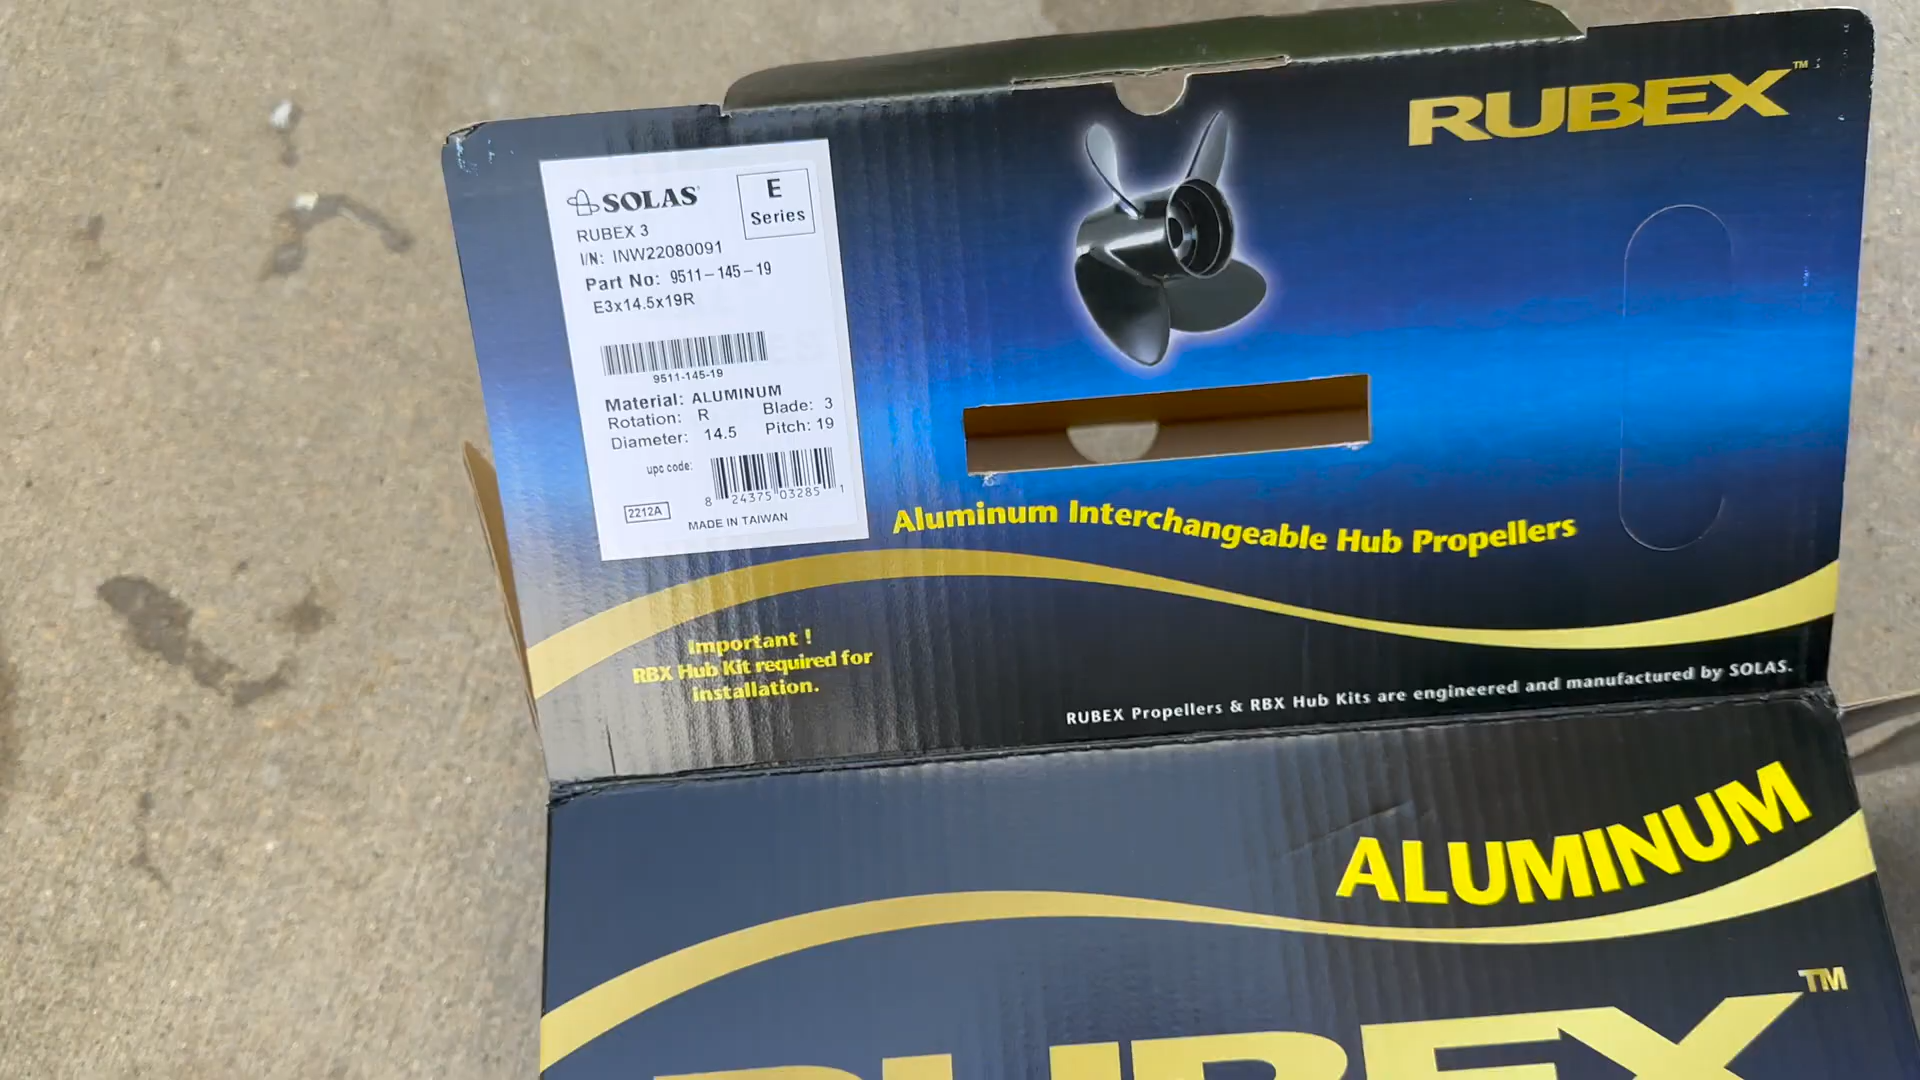 RUBEX™
SOLAS
E
Series
RUBEX 3
I/N: INW22080091
Part No: 9511-145-19
E3x14.5x19R
9511-145-19
Material: ALUMINUM
Rotation: R Blade: 3
Diameter: 14.5 Pitch: 19
upc code:
8 24375 03285 1
2212A
MADE IN TAIWAN
Aluminum Interchangeable Hub Propellers
Important !
RBX Hub Kit required for
installation.
RUBEX Propellers & RBX Hub Kits are engineered and manufactured by SOLAS.
ALUMINUM
RUBEX™